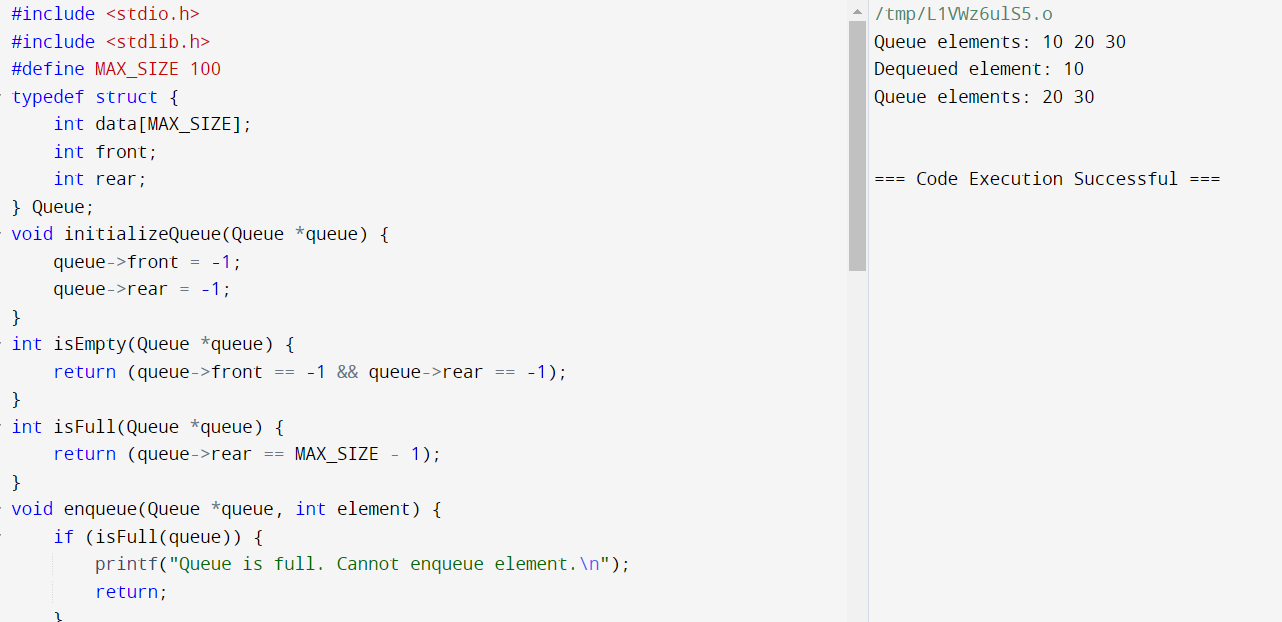 #include <stdio.h>
#include <stdlib.h>
#define MAX_SIZE 100
typedef struct {
    int data[MAX_SIZE];
    int front;
    int rear;
} Queue;
void initializeQueue(Queue *queue) {
    queue->front = -1;
    queue->rear = -1;
}
int isEmpty(Queue *queue) {
    return (queue->front == -1 && queue->rear == -1);
}
int isFull(Queue *queue) {
    return (queue->rear == MAX_SIZE - 1);
}
void enqueue(Queue *queue, int element) {
    if (isFull(queue)) {
        printf("Queue is full. Cannot enqueue element.\n");
        return;
    }
/tmp/L1VWz6ulS5.o
Queue elements: 10 20 30
Dequeued element: 10
Queue elements: 20 30
=== Code Execution Successful ===